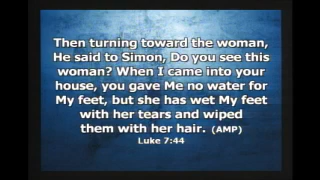 Then turning toward the woman,
He said to Simon, Do you see this
woman? When I came into your
house, you gave Me no water for
My feet, but she has wet My feet
with her tears and wiped
them with her hair. (AMP)
Luke 7:44